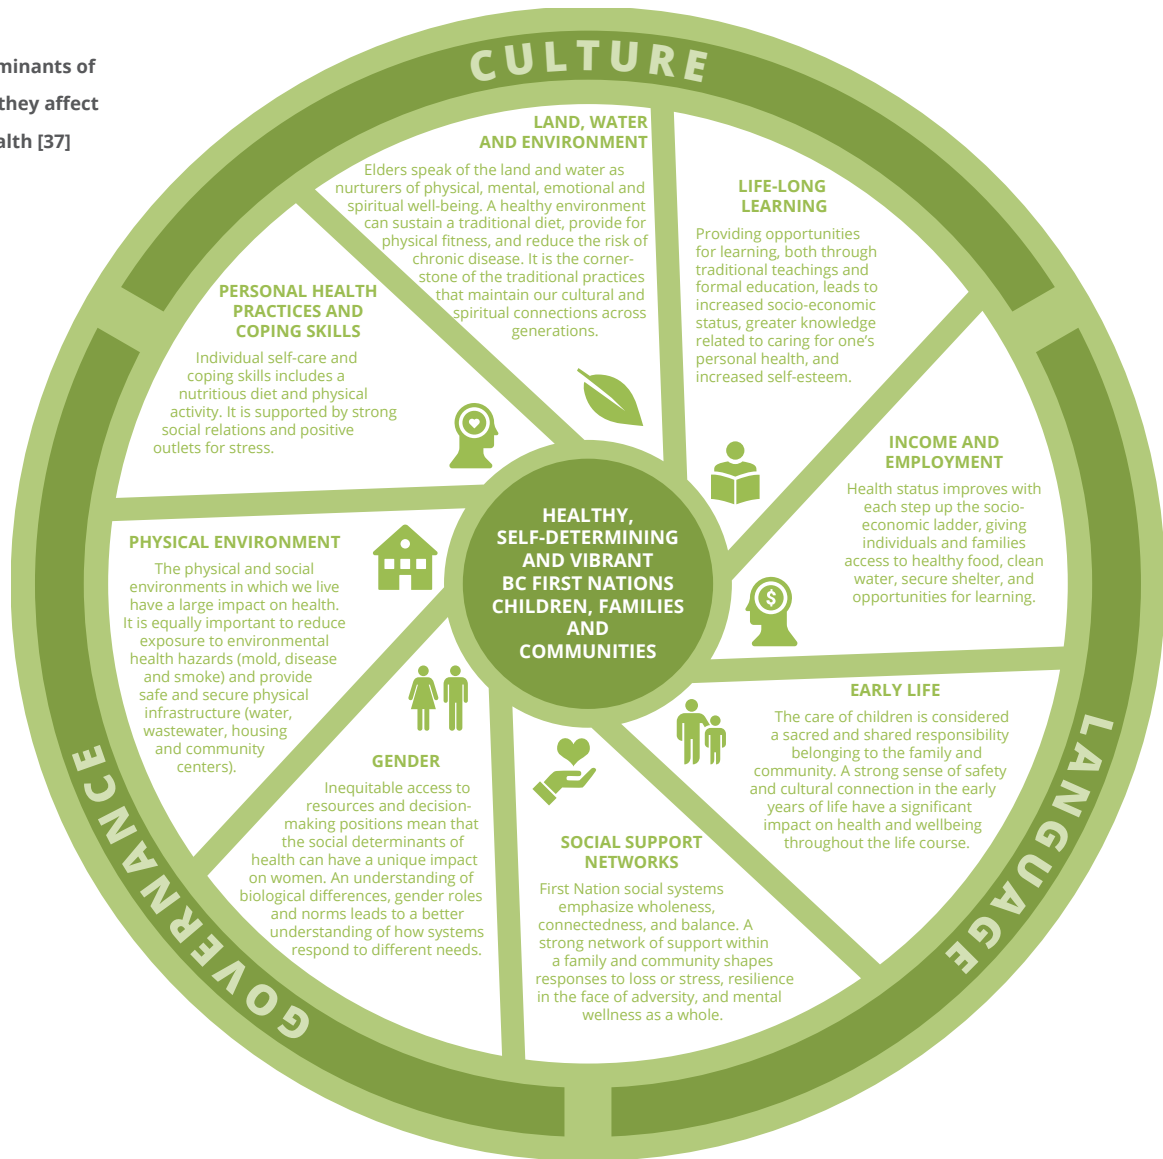 minants of
they affect
alth [37]
CULTURE
LAND, WATER
AND ENVIRONMENT
Elders speak of the land and water as
nurturers of physical, mental, emotional and
spiritual well-being. A healthy environment
can sustain a traditional diet, provide for
physical fitness, and reduce the risk of
chronic disease. It is the corner-
stone of the traditional practices
that maintain our cultural and
spiritual connections across
generations.
LIFE-LONG
LEARNING
Providing opportunities
for learning, both through
traditional teachings and
formal education, leads to
increased socio-economic
status, greater knowledge
related to caring for one's
personal health, and
increased self-esteem.
INCOME AND
EMPLOYMENT
Health status improves with
each step up the socio-
economic ladder, giving
individuals and families
access to healthy food, clean
water, secure shelter, and
opportunities for learning.
$
EARLY LIFE
The care of children is considered
a sacred and shared responsibility
belonging to the family and
community. A strong sense of safety
and cultural connection in the early
years of life have a significant
impact on health and wellbeing
throughout the life course.
SOCIAL SUPPORT
NETWORKS
First Nation social systems
emphasize wholeness,
connectedness, and balance. A
strong network of support within
a family and community shapes
responses to loss or stress, resilience
in the face of adversity, and mental
wellness as a whole.
GENDER
Inequitable access to
resources and decision-
making positions mean that
the social determinants of
health can have a unique impact
on women. An understanding of
biological differences, gender roles
and norms leads to a better
understanding of how systems
respond to different needs.
PHYSICAL ENVIRONMENT
The physical and social
environments in which we live
have a large impact on health.
It is equally important to reduce
exposure to environmental
health hazards (mold, disease
and smoke) and provide
safe and secure physical
infrastructure (water,
wastewater, housing
and community
centers).
PERSONAL HEALTH
PRACTICES AND
COPING SKILLS
Individual self-care and
coping skills includes a
nutritious diet and physical
activity. It is supported by strong
social relations and positive
outlets for stress.
HEALTHY,
SELF-DETERMINING
AND VIBRANT
BC FIRST NATIONS
CHILDREN, FAMILIES
AND
COMMUNITIES
LANGUAGE
GOVERNANCE